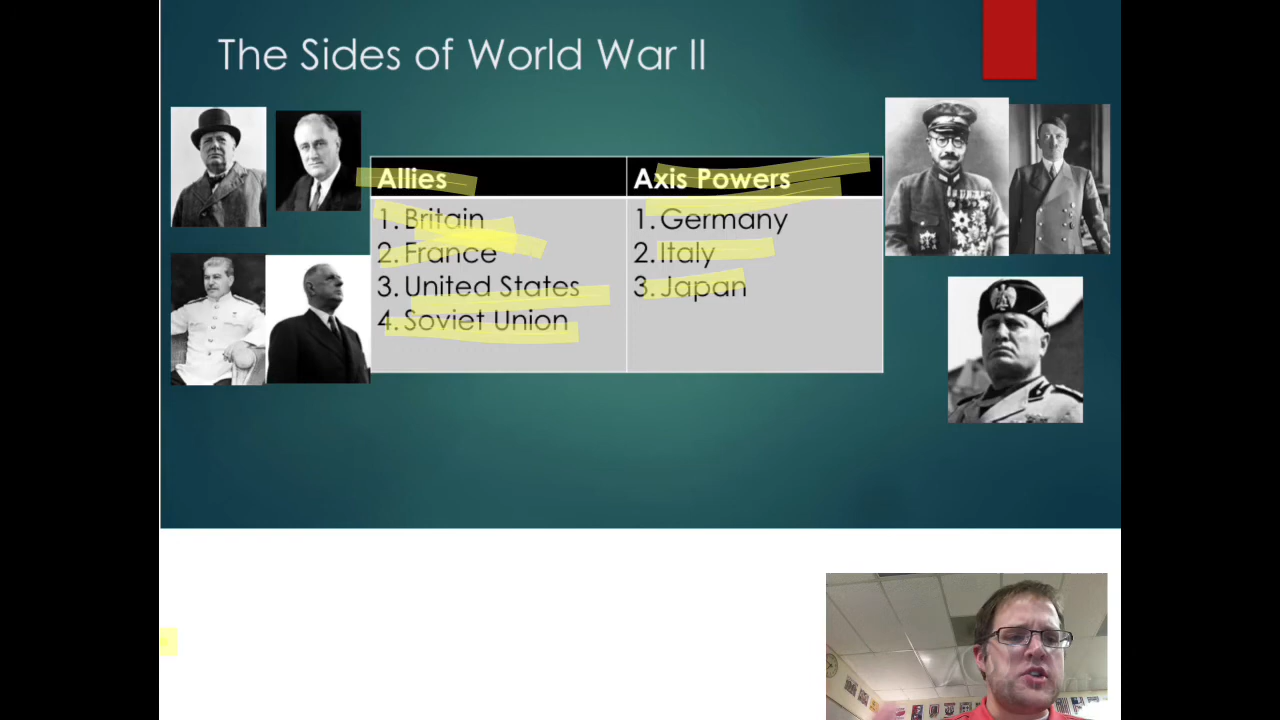 The Sides of World War II
Allies
1. Britain
2. France
3. United States
4. Soviet Union
Axis Powers
1. Germany
2. Italy
3. Japan